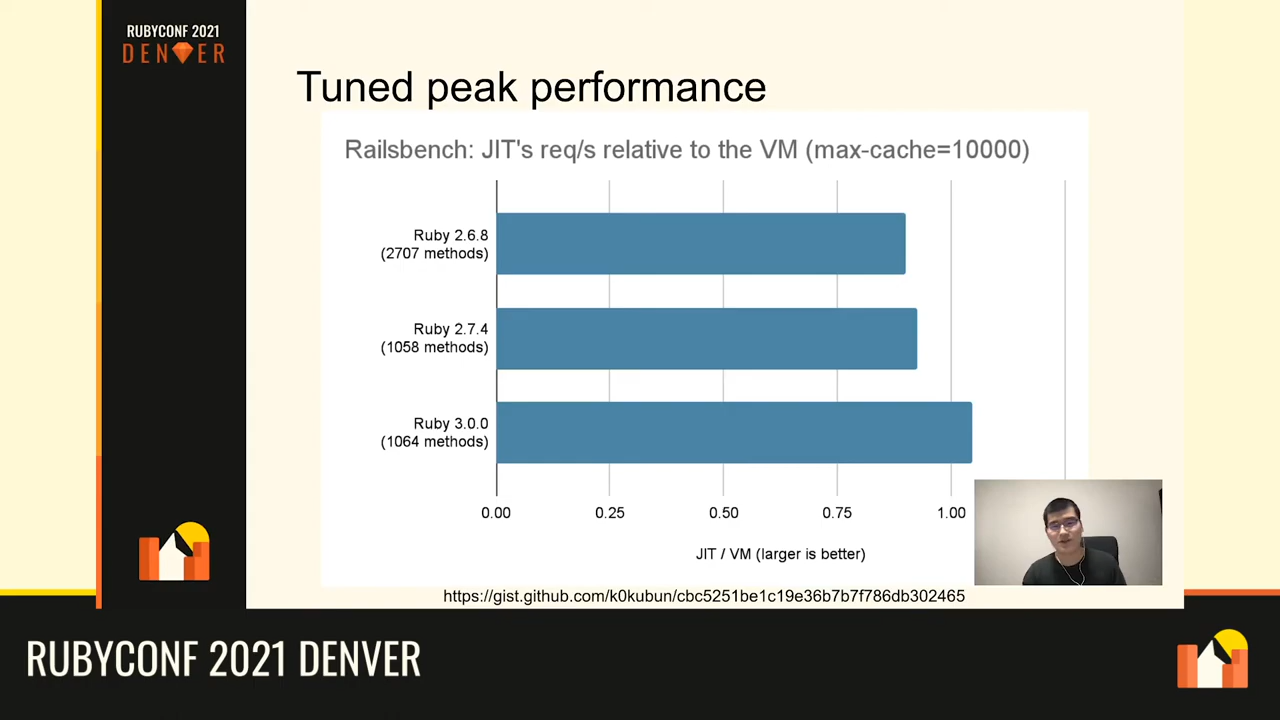 RUBYCONF 2021
DENVER
Tuned peak performance
Railsbench: JIT's req/s relative to the VM (max-cache=10000)
Ruby 2.6.8
(2707 methods)
Ruby 2.7.4
(1058 methods)
Ruby 3.0.0
(1064 methods)
0.00 0.25 0.50 0.75 1.00
JIT / VM (larger is better)
https://gist.github.com/k0kubun/cbc5251be1c19e36b7b7f786db302465
RUBYCONF 2021 DENVER